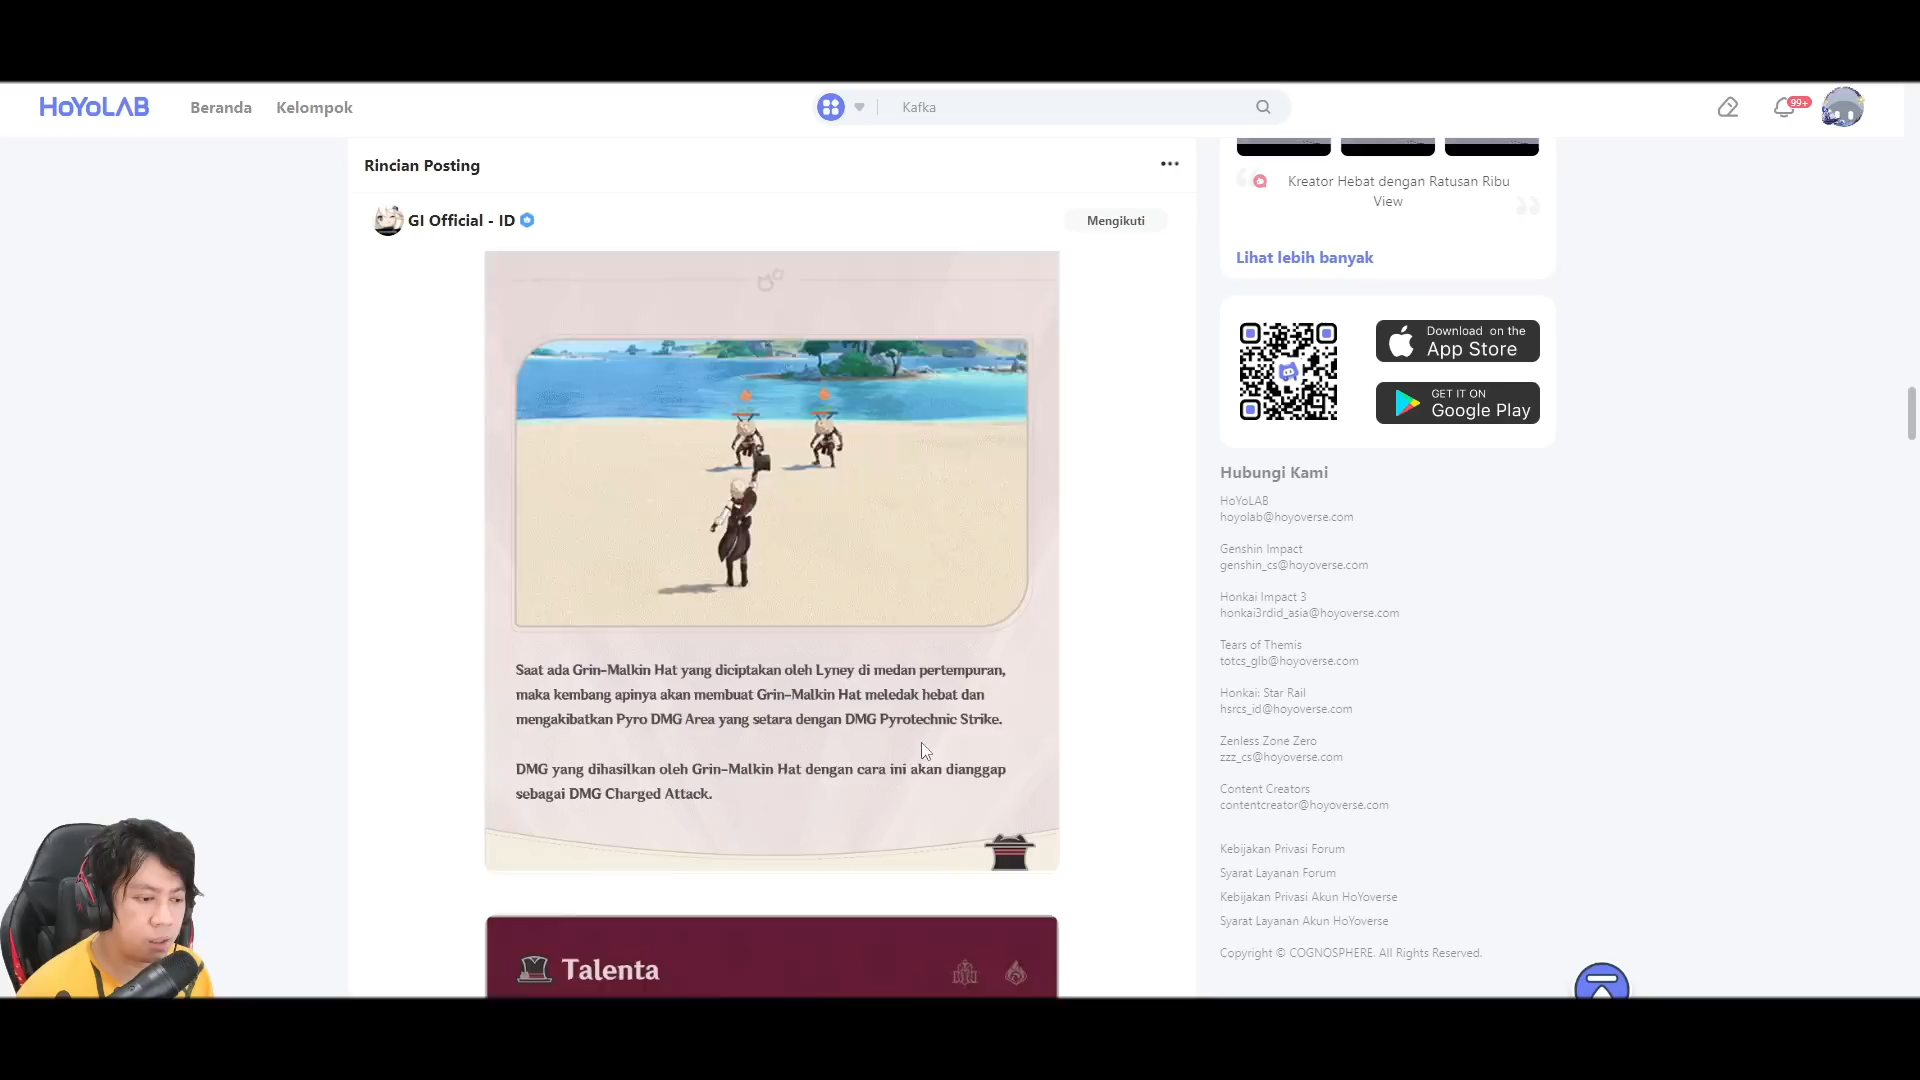 HoYoLAB
Beranda
Kelompok
Kafka
99+
Rincian Posting
GI Official - ID
Mengikuti
Saat ada Grin-Malkin Hat yang diciptakan oleh Lyney di medan pertempuran,
maka kembang apinya akan membuat Grin-Malkin Hat meledak hebat dan
mengakibatkan Pyro DMG Area yang setara dengan DMG Pyrotechnic Strike.
DMG yang dihasilkan oleh Grin-Malkin Hat dengan cara ini akan dianggap
sebagai DMG Charged Attack.
Talenta
Kreator Hebat dengan Ratusan Ribu
View
Lihat lebih banyak
Download on the
App Store
GET IT ON
Google Play
Hubungi Kami
HoYoLAB
hoyolab@hoyoverse.com
Genshin Impact
genshin_cs@hoyoverse.com
Honkai Impact 3
honkai3rdid_asia@hoyoverse.com
Tears of Themis
totcs_glb@hoyoverse.com
Honkai: Star Rail
hsrcs_id@hoyoverse.com
Zenless Zone Zero
zzz_cs@hoyoverse.com
Content Creators
contentcreator@hoyoverse.com
Kebijakan Privasi Forum
Syarat Layanan Forum
Kebijakan Privasi Akun HoYoverse
Syarat Layanan Akun HoYoverse
Copyright © COGNOSPHERE. All Rights Reserved.